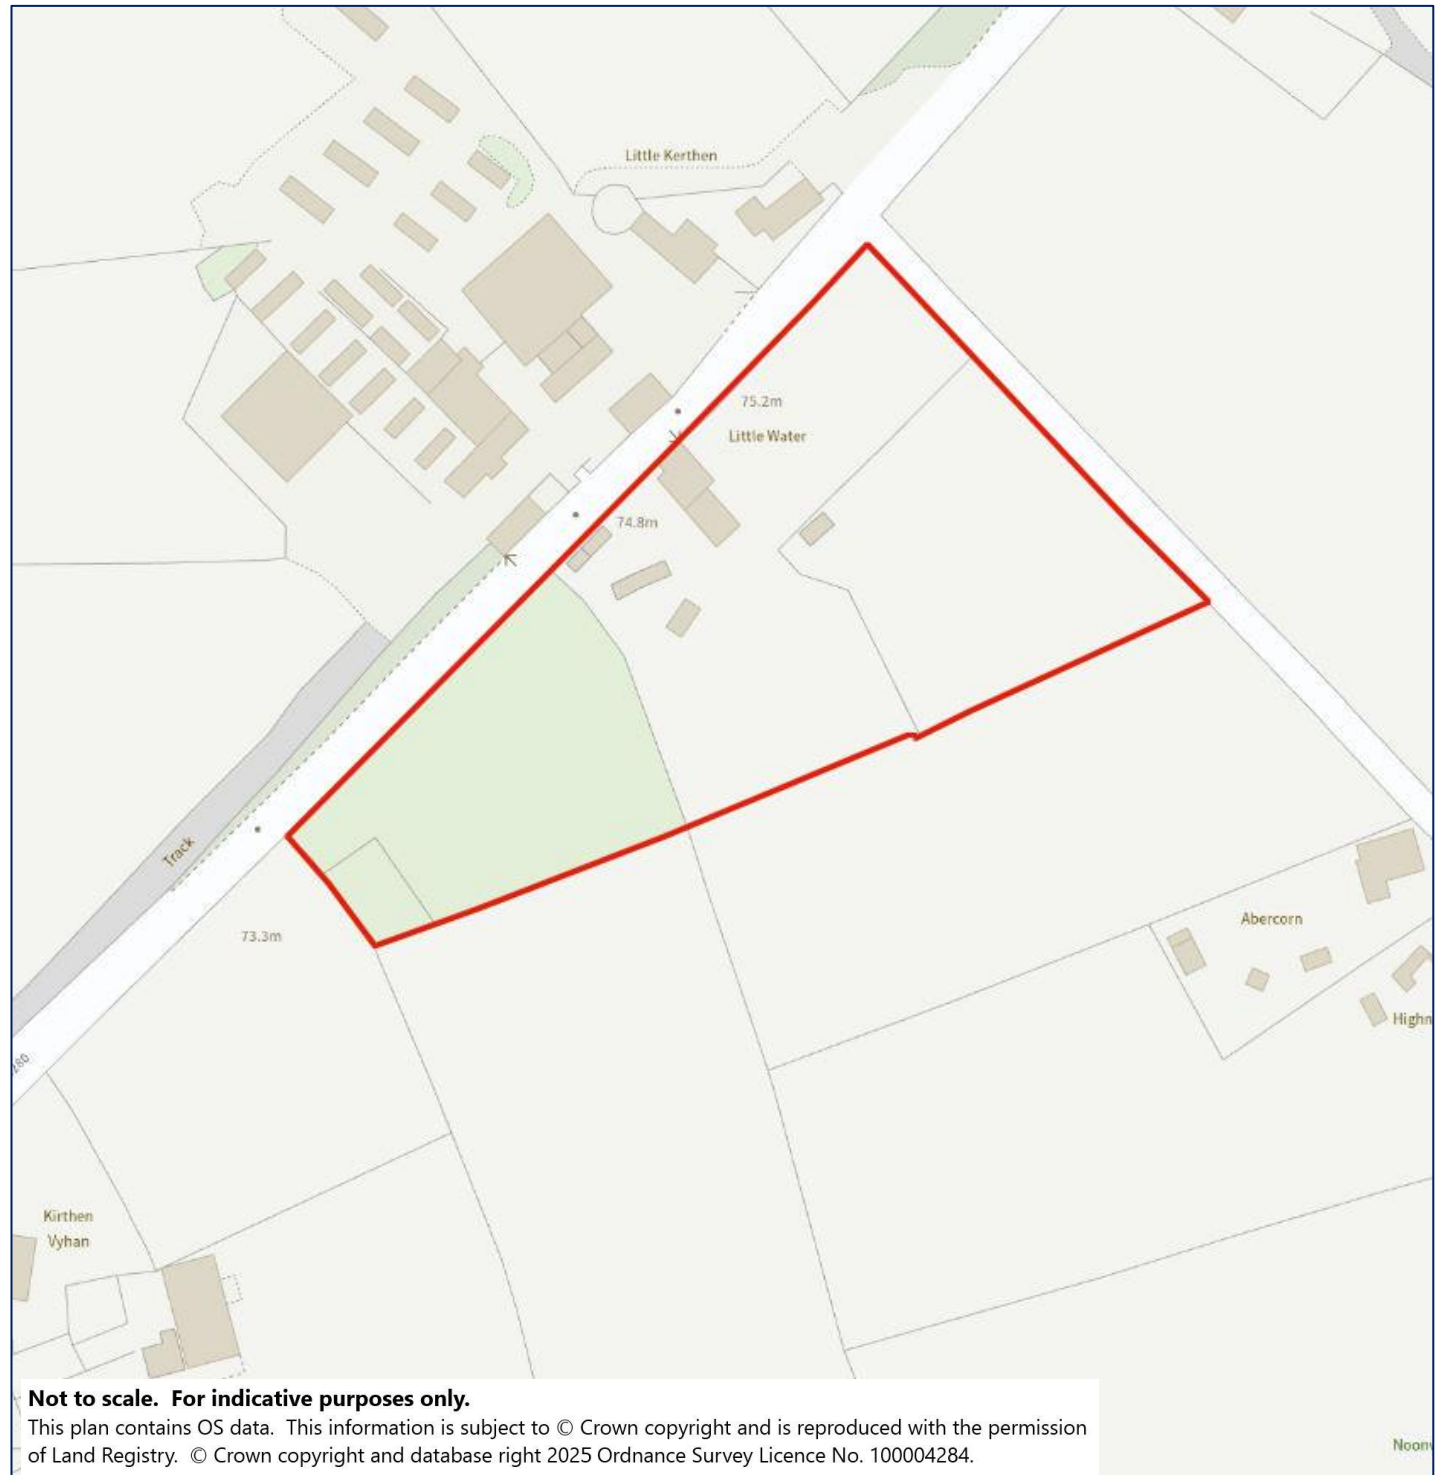 Little Kerthen
75.2m
Little Water
74.8m
Track
73.3m
Abercorn
Kirthen
Vyhan
Not to scale.  For indicative purposes only.
This plan contains OS data.  This information is subject to © Crown copyright and is reproduced with the permission
of Land Registry.  © Crown copyright and database right 2025 Ordnance Survey Licence No. 100004284.